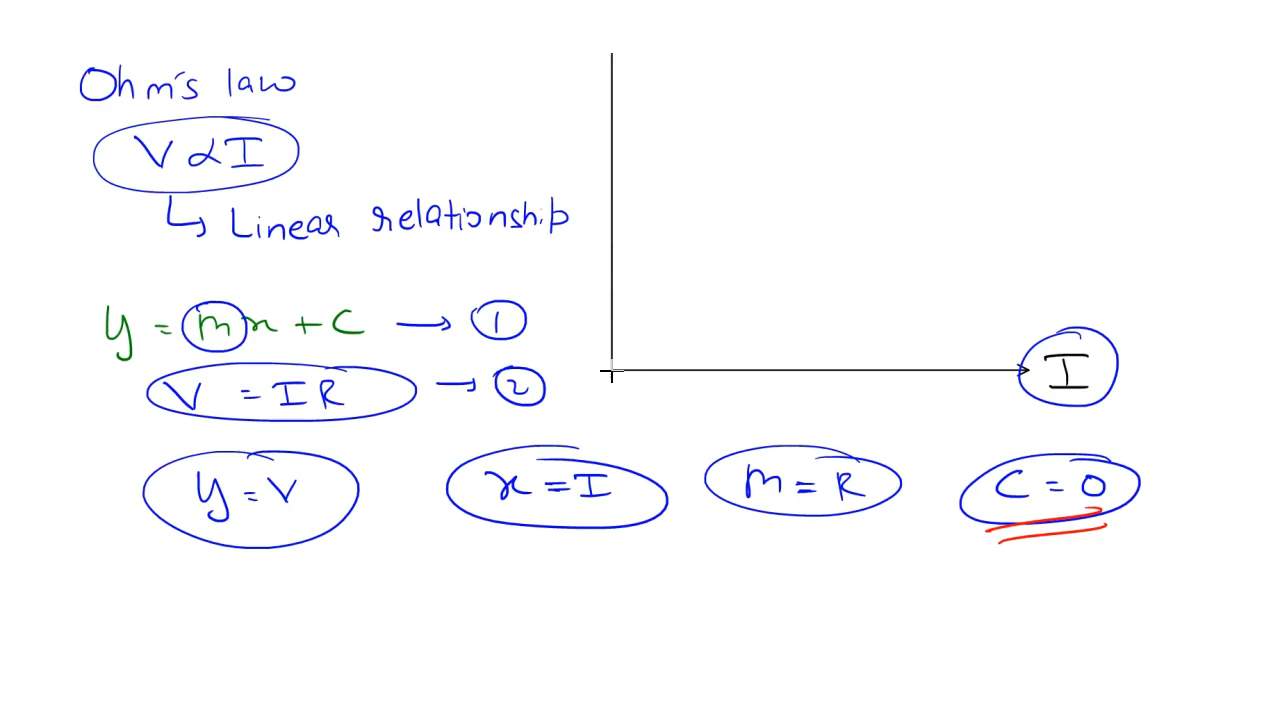 Ohm's law
V ∝ I
↳ Linear relationship
y = mx + c → 1
V = IR → 2
I
y = V
x = I
m = R
C = 0